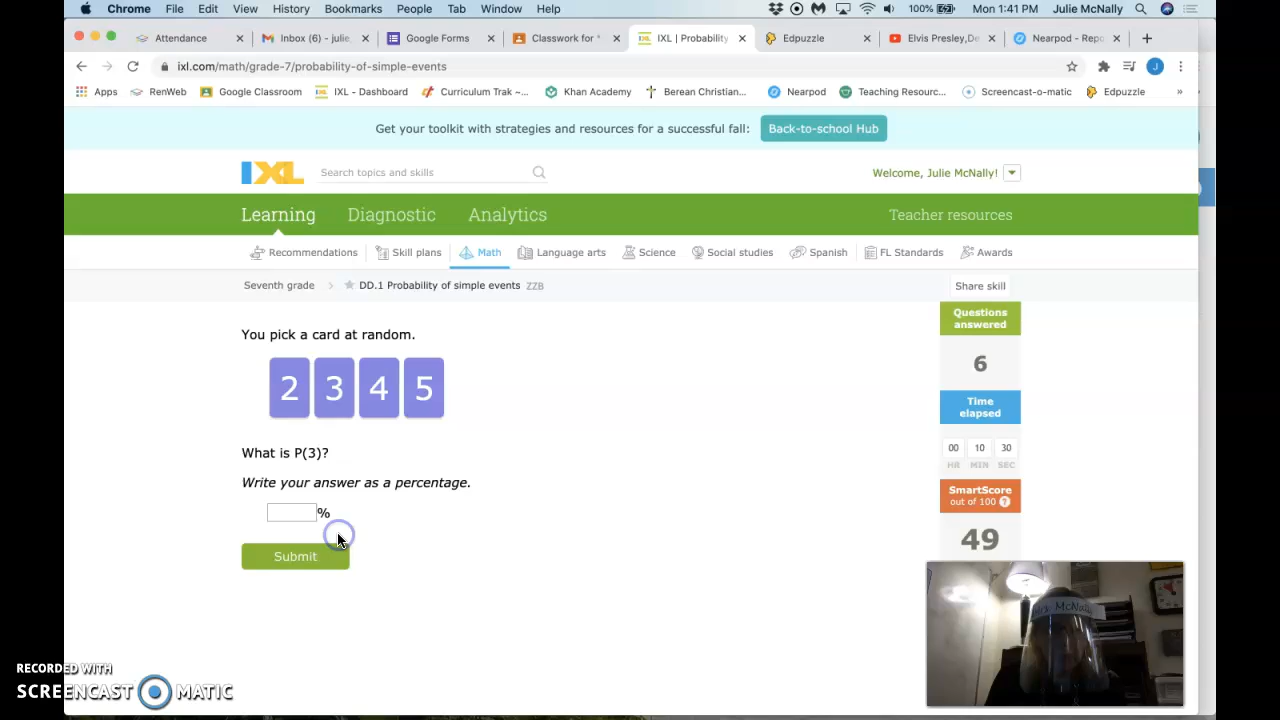 Chrome File Edit View History Bookmarks People Tab Window Help 100% Mon 1:41 PM Julie McNally
Attendance Inbox (6) - julie Google Forms Classwork for IXL | Probability Edpuzzle Elvis Presley,De Nearpod - Repo
ixl.com/math/grade-7/probability-of-simple-events J
Apps RenWeb Google Classroom IXL - Dashboard Curriculum Trak -... Khan Academy Berean Christian... Nearpod Teaching Resourc... Screencast-o-matic Edpuzzle »
Get your toolkit with strategies and resources for a successful fall: Back-to-school Hub
IXL Search topics and skills Welcome, Julie McNally!
Learning Diagnostic Analytics Teacher resources
Recommendations Skill plans Math Language arts Science Social studies Spanish FL Standards Awards
Seventh grade > DD.1 Probability of simple events ZZB Share skill
Questions
answered
6
You pick a card at random.
2 3 4 5
Time
elapsed
00 10 30
HR MIN SEC
What is P(3)?
Write your answer as a percentage.
%
Submit
SmartScore
out of 100 ?
49
Mrs. McNally
RECORDED WITH
SCREENCAST MATIC